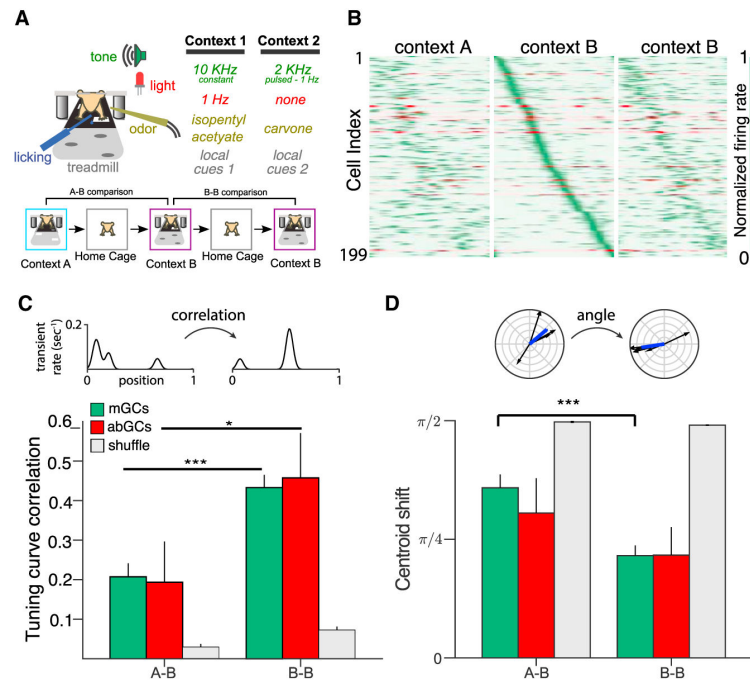 A
tone
light
odor
licking
treadmill
Context 1
Context 2
10 KHz
constant
2 KHz
pulsed - 1 Hz
1 Hz
none
isopentyl
acetyate
carvone
local
cues 1
local
cues 2
A-B comparison
B-B comparison
Context A
Home Cage
Context B
Home Cage
Context B
B
context A
context B
context B
Cell Index
1
199
1
0
Normalized firing rate
C
correlation
transient
rate (sec⁻¹)
0.2
0
position
1
0
1
mGCs
abGCs
shuffle
*
***
Tuning curve correlation
0.6
0.5
0.4
0.3
0.2
0.1
A-B
B-B
D
angle
***
Centroid shift
π/2
π/4
0
A-B
B-B